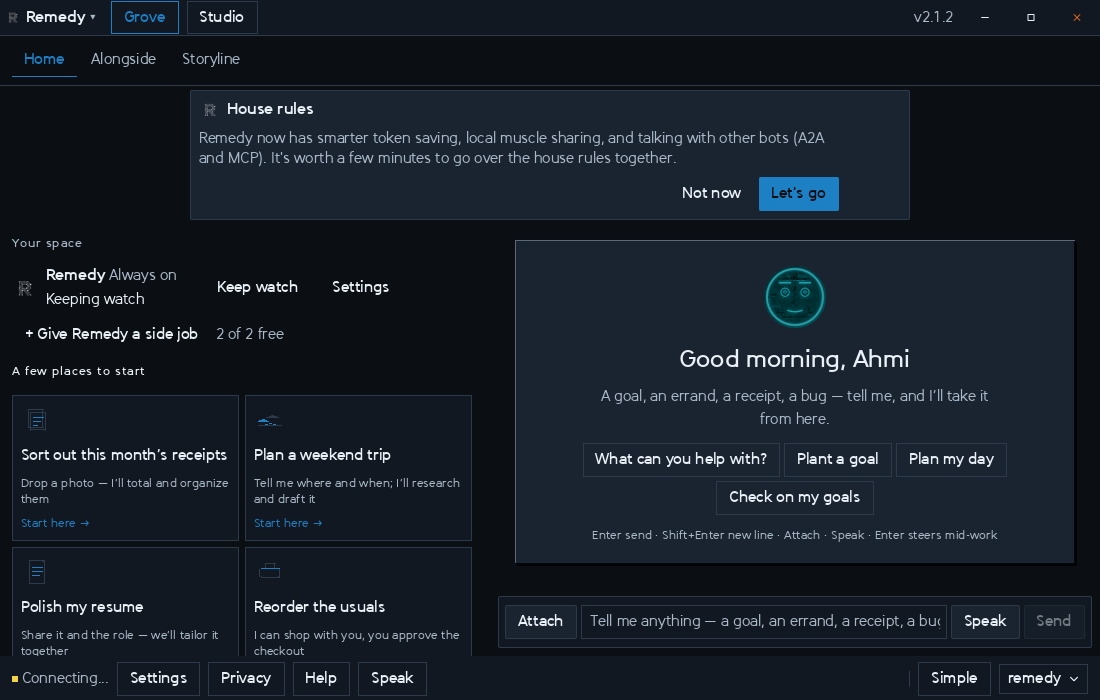 Remedy ▾ Grove Studio v2.1.2
Home Alongside Storyline
House rules
Remedy now has smarter token saving, local muscle sharing, and talking with other bots (A2A
and MCP). It's worth a few minutes to go over the house rules together.
Not now Let's go
Your space
Remedy Always on
Keeping watch
Keep watch Settings
+ Give Remedy a side job 2 of 2 free
A few places to start
Sort out this month's receipts
Drop a photo — I'll total and organize
them
Start here →
Plan a weekend trip
Tell me where and when; I'll research
and draft it
Start here →
Polish my resume
Share it and the role — we'll tailor it
together
Reorder the usuals
I can shop with you, you approve the
checkout
Good morning, Ahmi
A goal, an errand, a receipt, a bug — tell me, and I'll take it
from here.
What can you help with? Plant a goal Plan my day
Check on my goals
Enter send · Shift+Enter new line · Attach · Speak · Enter steers mid-work
Attach Tell me anything — a goal, an errand, a receipt, a bug Speak Send
Connecting... Settings Privacy Help Speak Simple remedy